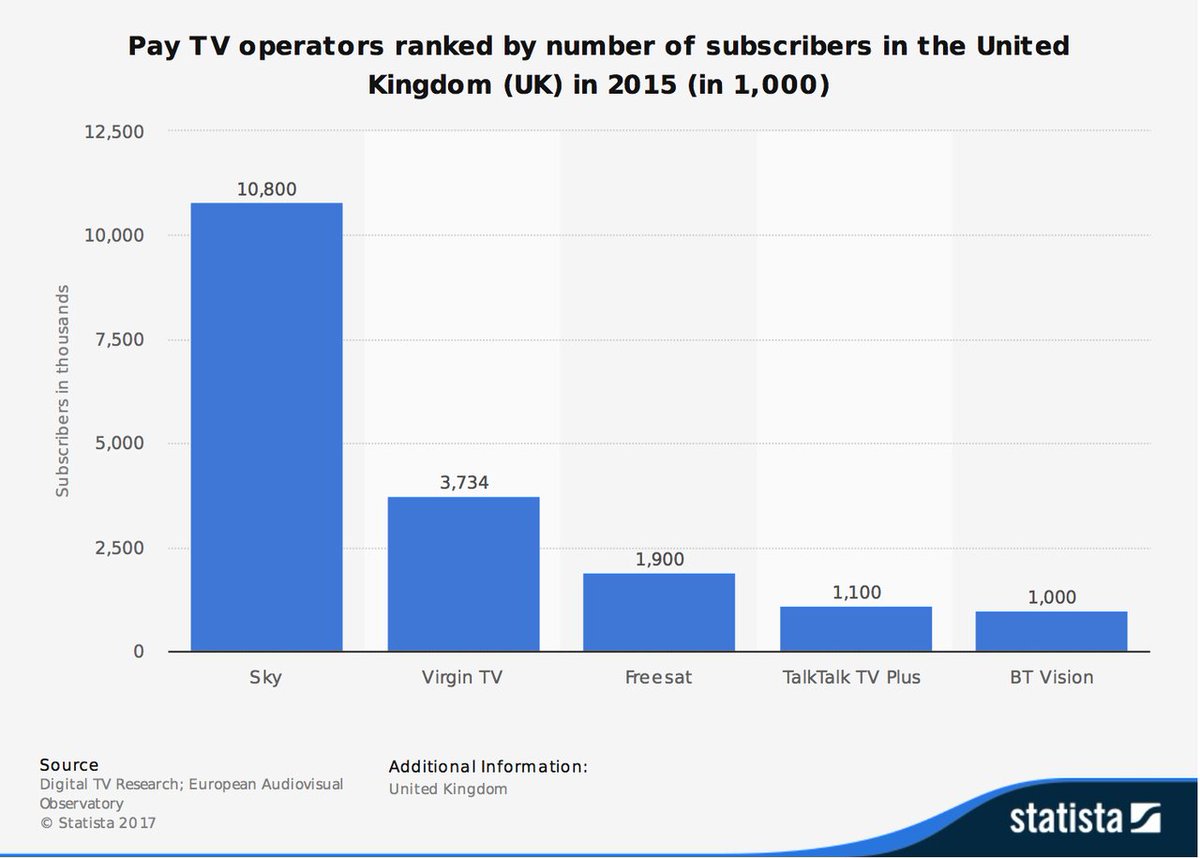 Pay TV operators ranked by number of subscribers in the United
Kingdom (UK) in 2015 (in 1,000)
Subscribers in thousands
12,500
10,000
7,500
5,000
2,500
0
10,800
3,734
1,900
1,100
1,000
Sky
Virgin TV
Freesat
TalkTalk TV Plus
BT Vision
Source
Digital TV Research; European Audiovisual
Observatory
© Statista 2017
Additional Information:
United Kingdom
statista